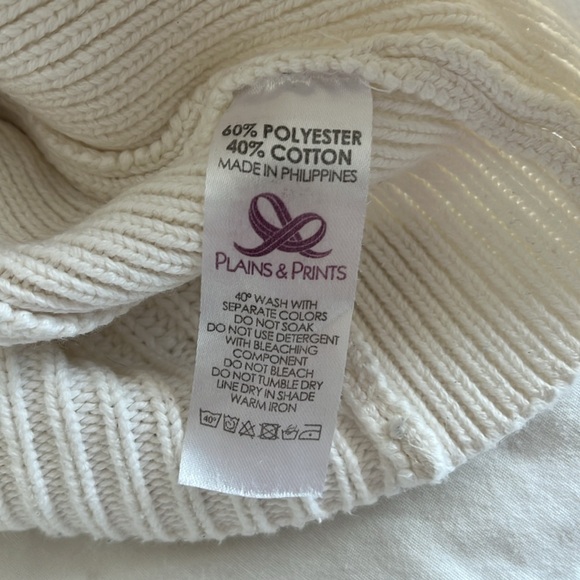 60% POLYESTER
40% COTTON
MADE IN PHILIPPINES
PLAINS & PRINTS
40° WASH WITH
SEPARATE COLORS
DO NOT SOAK
DO NOT USE DETERGENT
WITH BLEACHING
COMPONENT
DO NOT BLEACH
DO NOT TUMBLE DRY
LINE DRY IN SHADE
WARM IRON
40°